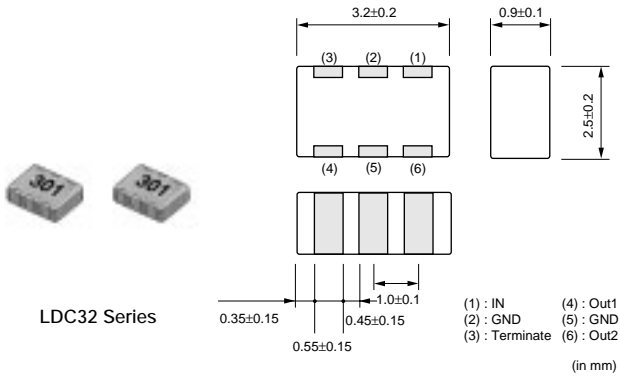 3.2±0.2
0.9±0.1
(3) (2) (1)
2.5±0.2
(4) (5) (6)
301 301
1.0±0.1
0.35±0.15 0.45±0.15
0.55±0.15
LDC32 Series
(1) : IN (4) : Out1
(2) : GND (5) : GND
(3) : Terminate (6) : Out2
(in mm)